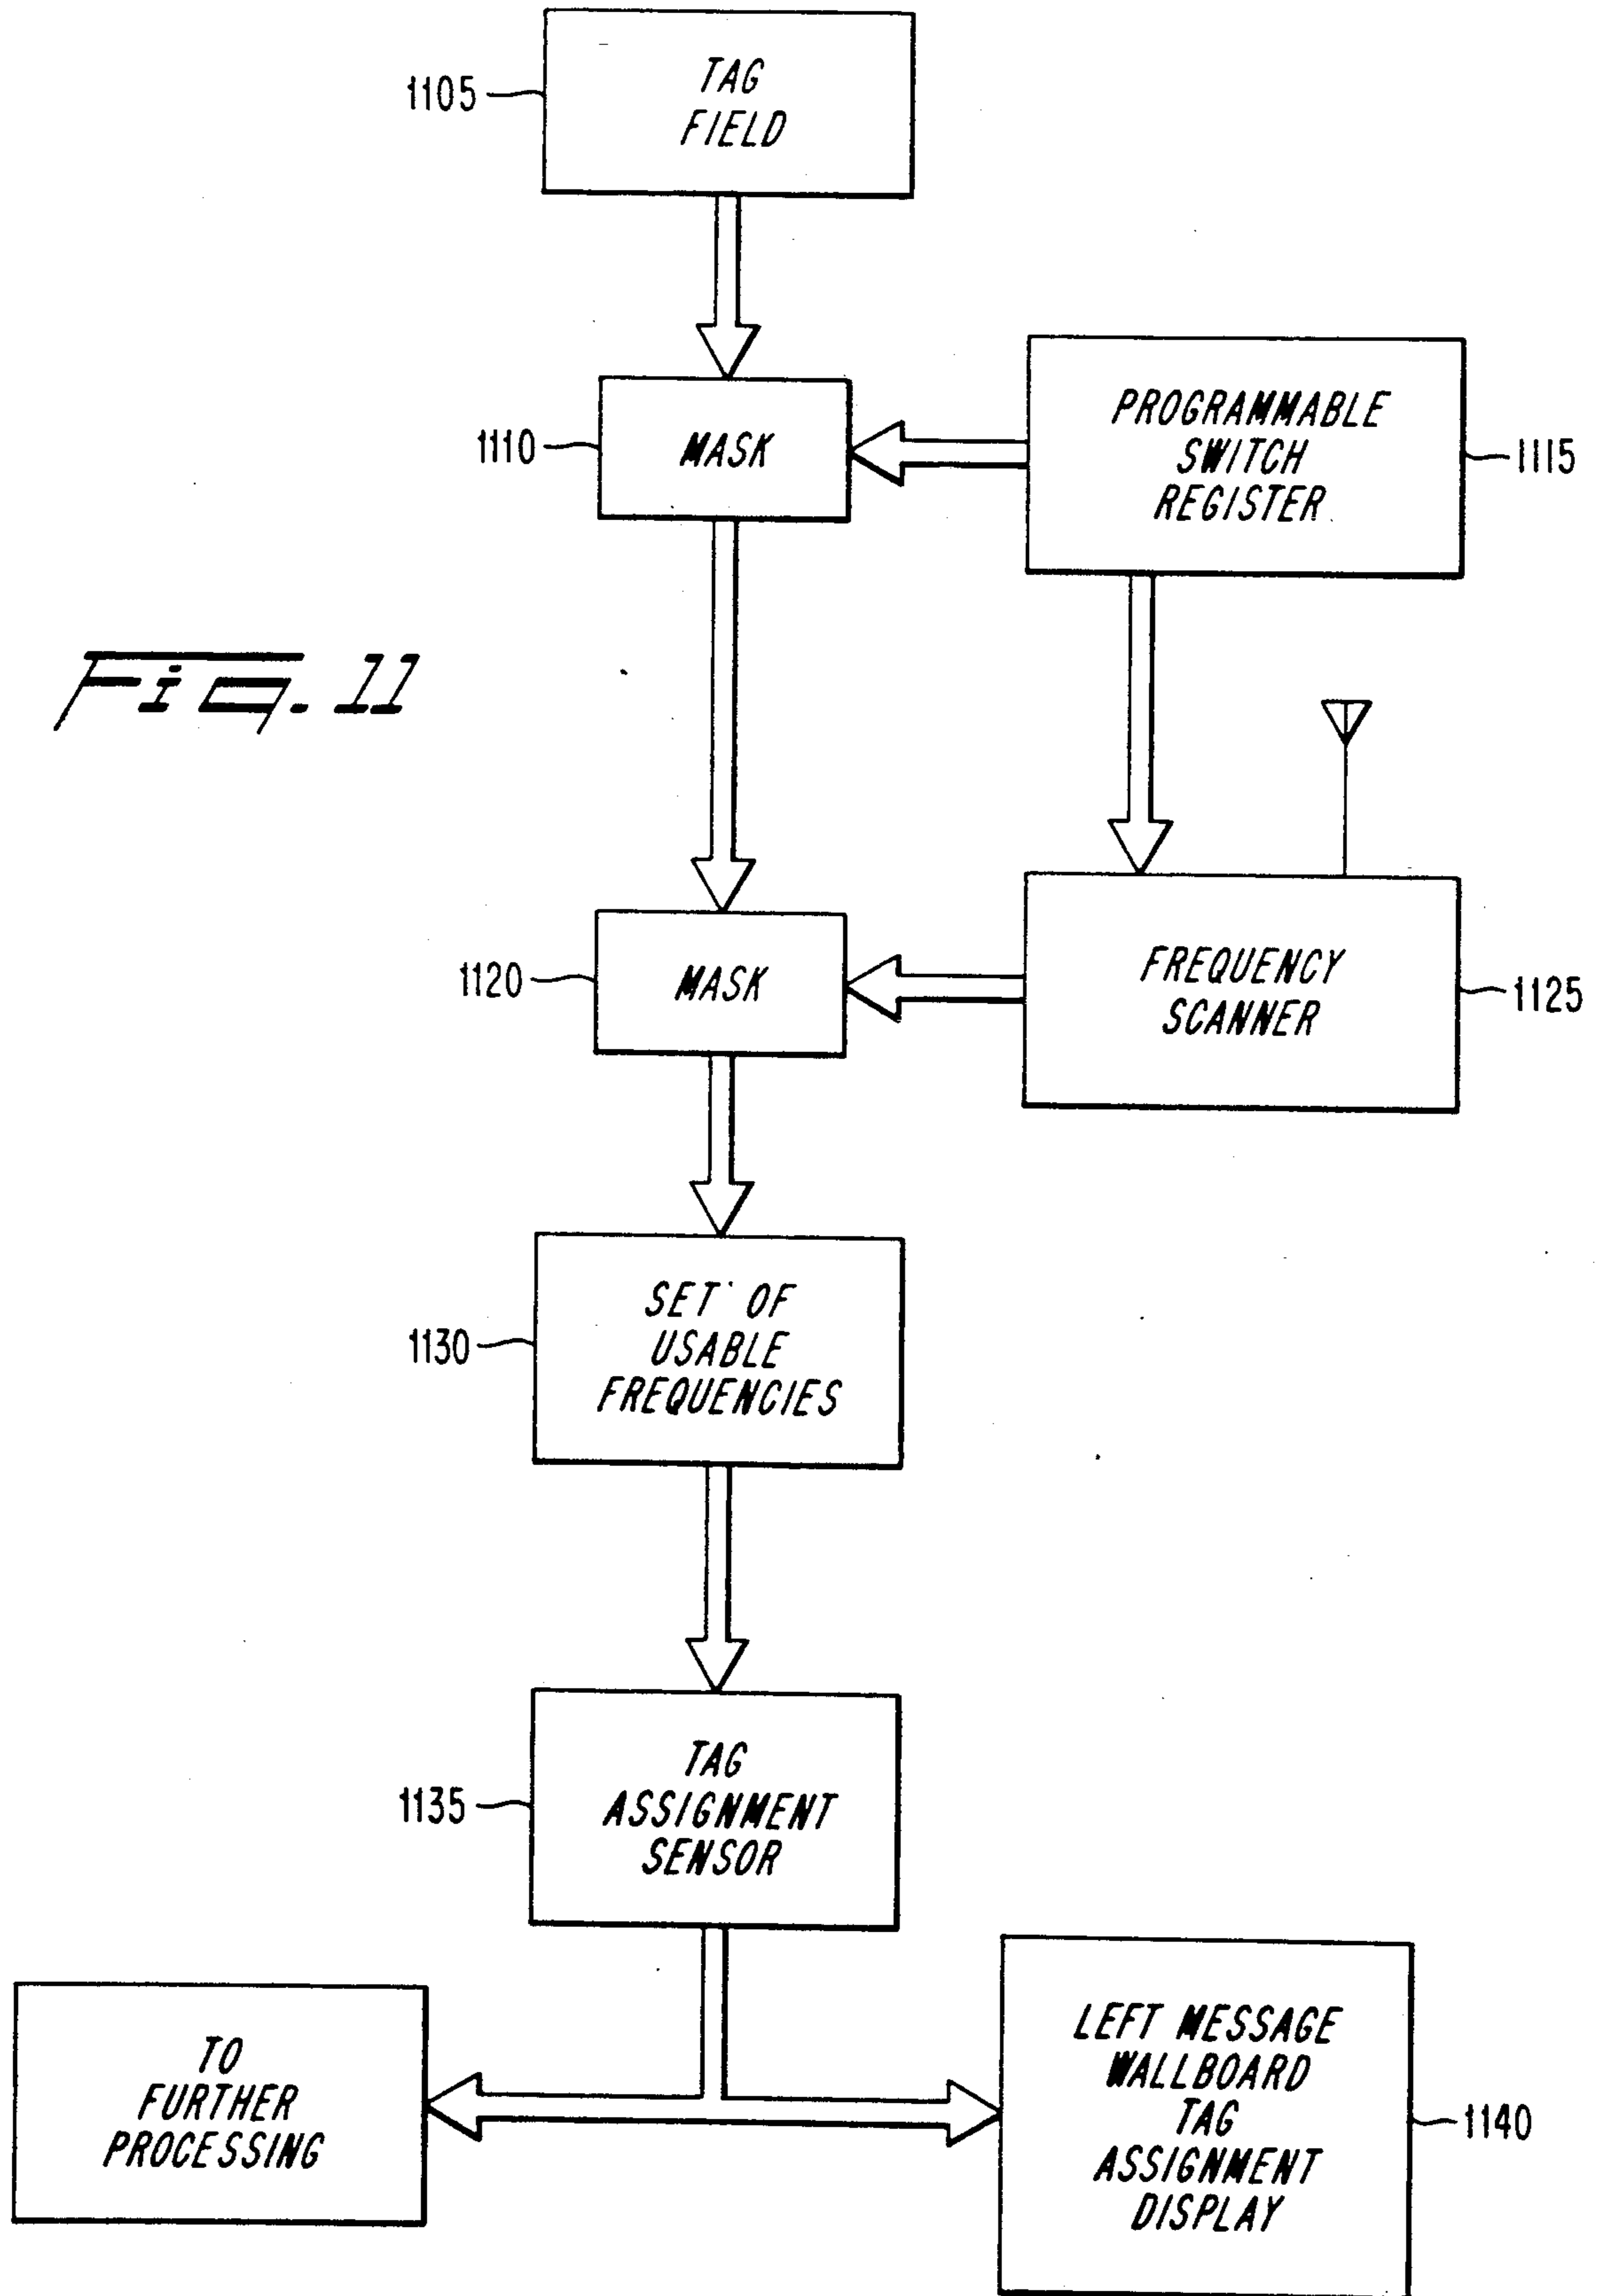 TAG
FIELD
1105
MASK
1110
PROGRAMMABLE
SWITCH
REGISTER
1115
Fig. 11
MASK
1120
FREQUENCY
SCANNER
1125
SET OF
USABLE
FREQUENCIES
1130
TAG
ASSIGNMENT
SENSOR
1135
TO
FURTHER
PROCESSING
LEFT MESSAGE
WALLBOARD
TAG
ASSIGNMENT
DISPLAY
1140